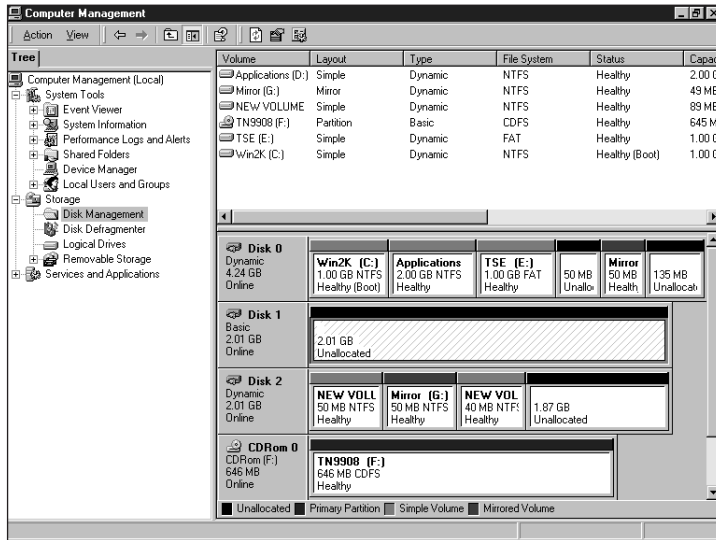 Computer Management
Action View
Tree
Computer Management (Local)
System Tools
Event Viewer
System Information
Performance Logs and Alerts
Shared Folders
Device Manager
Local Users and Groups
Storage
Disk Management
Disk Defragmenter
Logical Drives
Removable Storage
Services and Applications
Volume Layout Type File System Status Capac
Applications (D:) Simple Dynamic NTFS Healthy 2.00 G
Mirror (G:) Mirror Dynamic NTFS Healthy 49 MB
NEW VOLUME Simple Dynamic NTFS Healthy 89 MB
TN9908 (F:) Partition Basic CDFS Healthy 645 M
TSE (E:) Simple Dynamic FAT Healthy 1.00 G
Win2K (C:) Simple Dynamic NTFS Healthy (Boot) 1.00 G
Disk 0
Dynamic
4.24 GB
Online
Win2K (C:)
1.00 GB NTFS
Healthy (Boot)
Applications
2.00 GB NTFS
Healthy
TSE (E:)
1.00 GB FAT
Healthy
50 MB
Unalloc
Mirror
50 MB
Health
135 MB
Unallocat
Disk 1
Basic
2.01 GB
Online
2.01 GB
Unallocated
Disk 2
Dynamic
2.01 GB
Online
NEW VOLU
50 MB NTFS
Healthy
Mirror (G:)
50 MB NTFS
Healthy
NEW VOL
40 MB NTFS
Healthy
1.87 GB
Unallocated
CDRom 0
CDRom (F:)
646 MB
Online
TN9908 (F:)
646 MB CDFS
Healthy
Unallocated Primary Partition Simple Volume Mirrored Volume